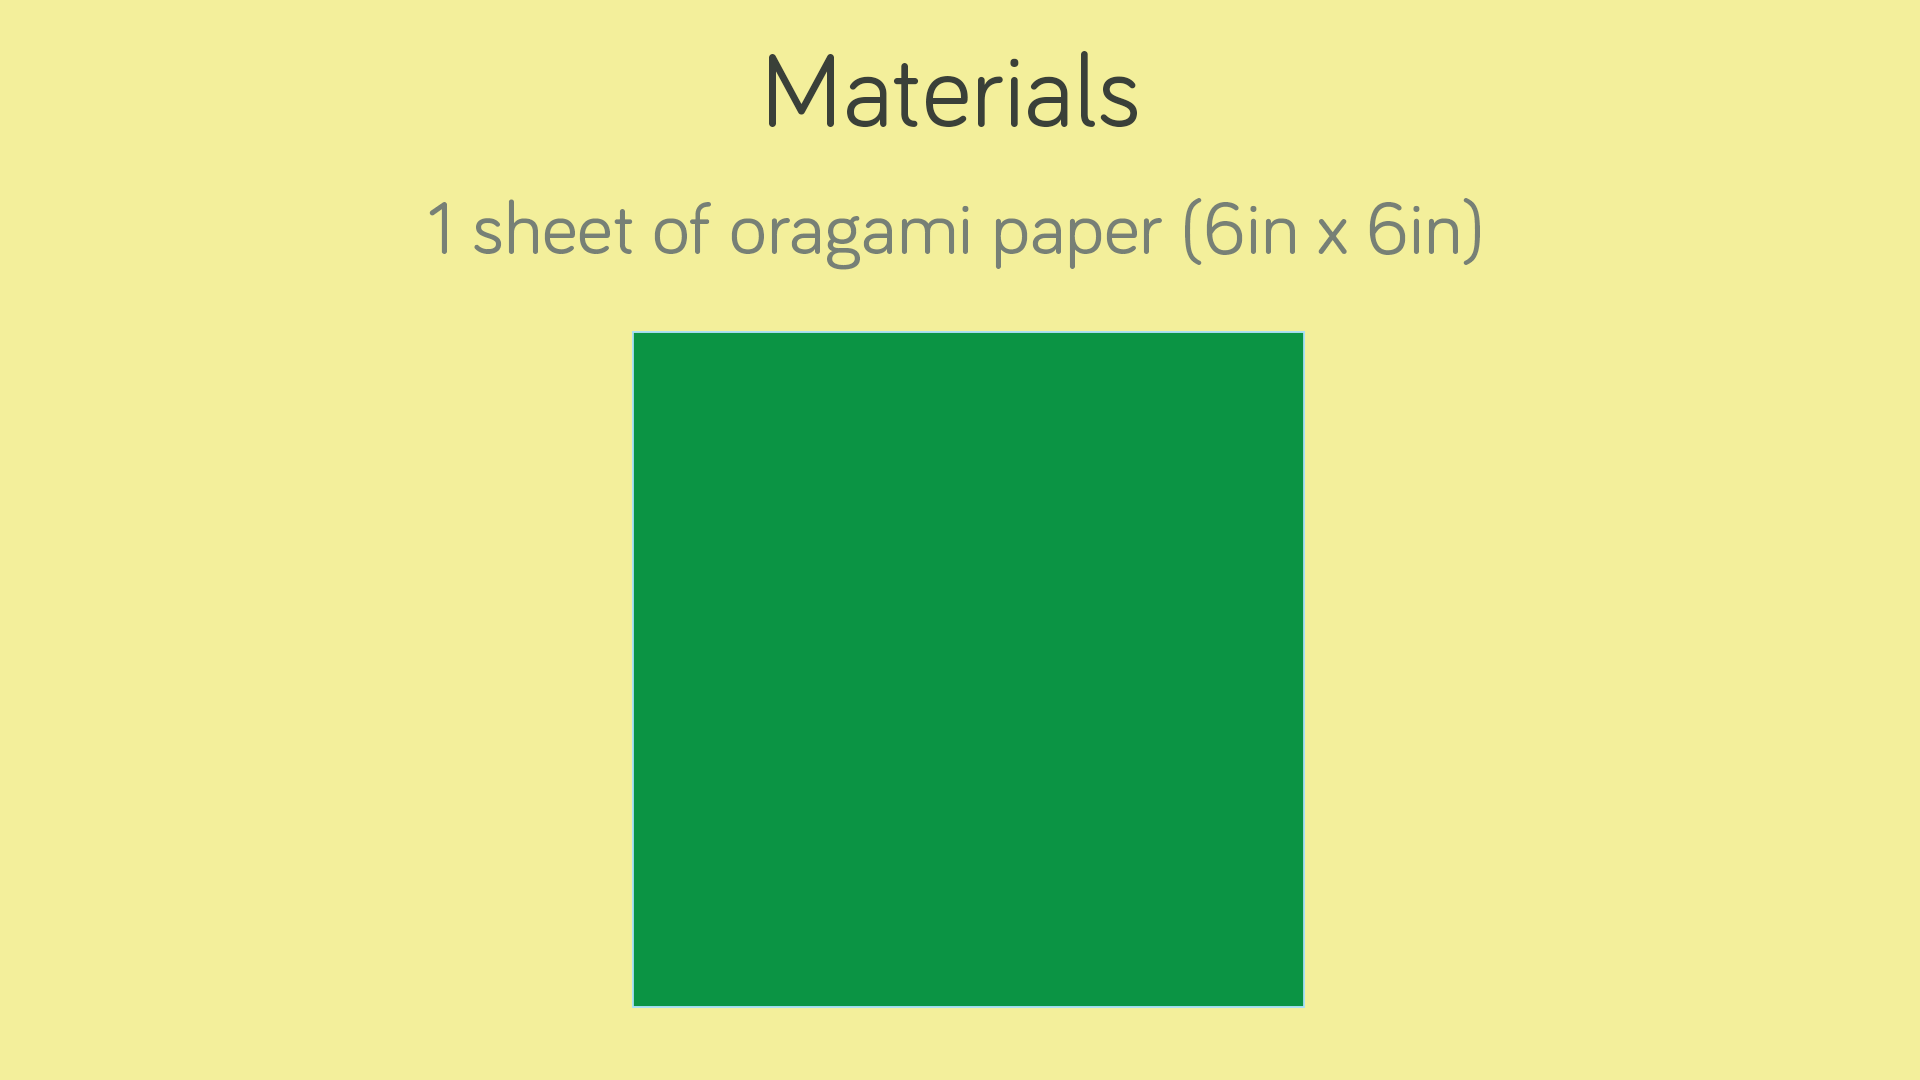 Materials
1 sheet of oragami paper (6in x 6in)